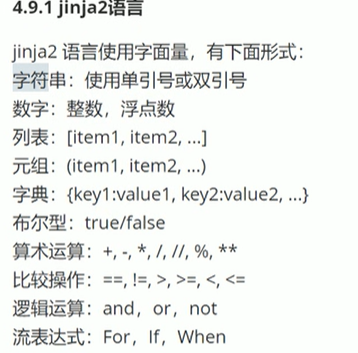 4.9.1 jinja2语言
jinja2 语言使用字面量，有下面形式：
字符串：使用单引号或双引号
数字：整数，浮点数
列表：[item1, item2, ...]
元组：(item1, item2, ...)
字典：{key1:value1, key2:value2, ...}
布尔型：true/false
算术运算：+, -, *, /, //, %, **
比较操作：==, !=, >, >=, <, <=
逻辑运算：and，or，not
流表达式：For，If，When